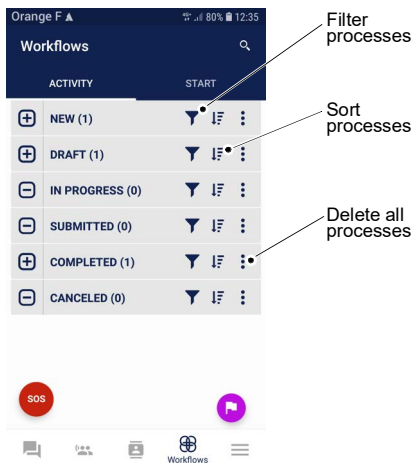 Orange F 80% 12:35
Workflows
ACTIVITY START
NEW (1)
DRAFT (1)
IN PROGRESS (0)
SUBMITTED (0)
COMPLETED (1)
CANCELED (0)
SOS
Workflows
Filter
processes
Sort
processes
Delete all
processes